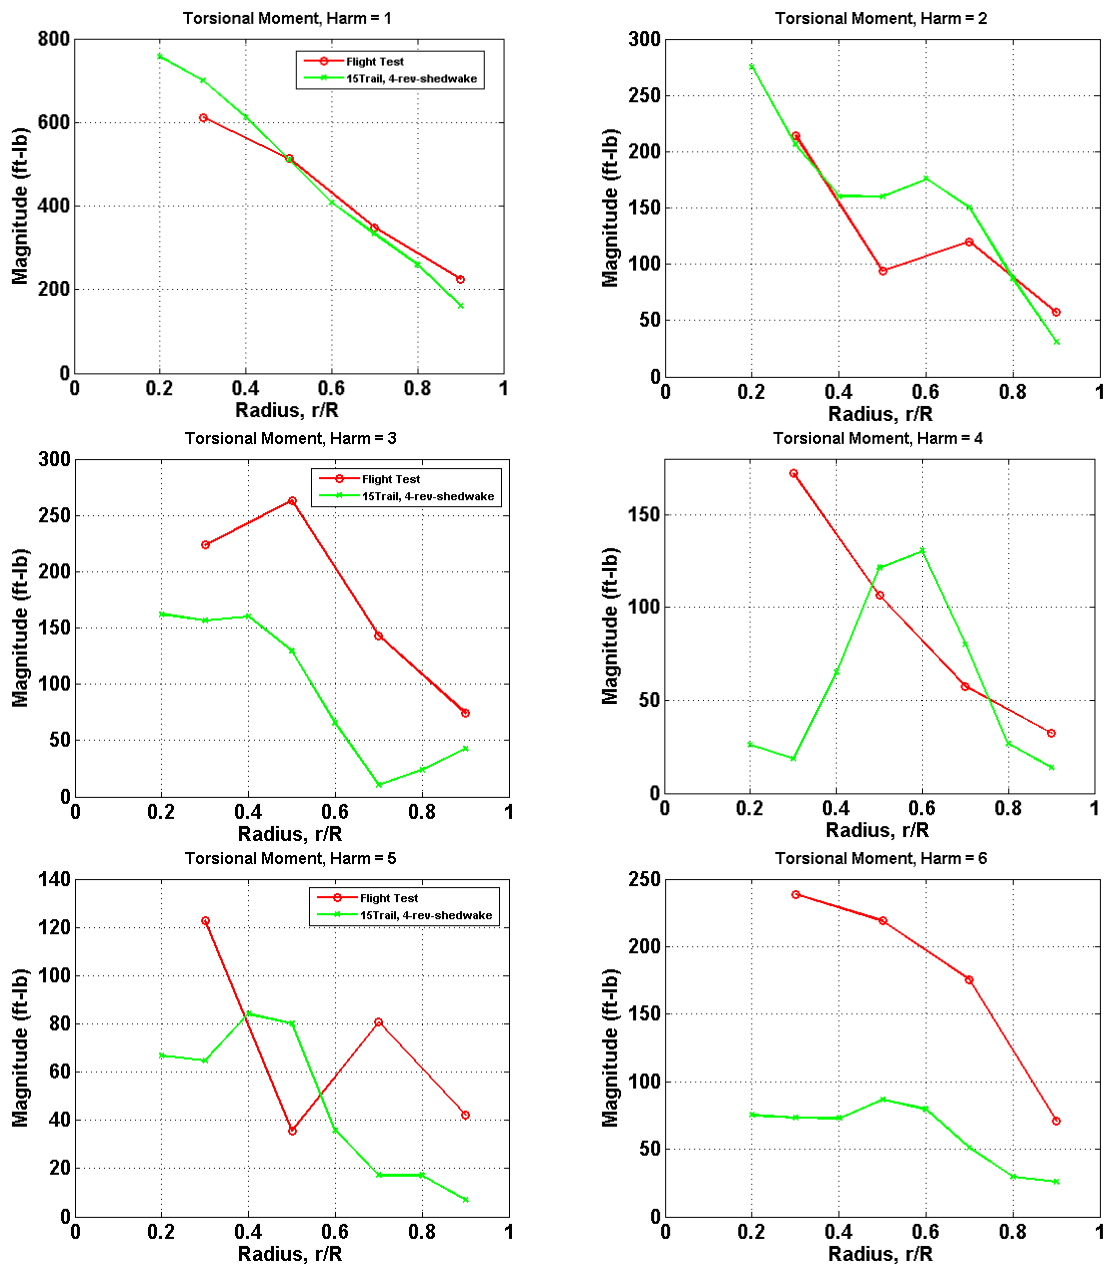 Torsional Moment, Harm = 1
800
600
400
200
0
Magnitude (ft-lb)
Flight Test
15Trail, 4-rev-shedwake
0 0.2 0.4 0.6 0.8 1
Radius, r/R
Torsional Moment, Harm = 2
300
250
200
150
100
50
0
Magnitude (ft-lb)
0 0.2 0.4 0.6 0.8 1
Radius, r/R
Torsional Moment, Harm = 3
300
250
200
150
100
50
0
Magnitude (ft-lb)
Flight Test
15Trail, 4-rev-shedwake
0 0.2 0.4 0.6 0.8 1
Radius, r/R
Torsional Moment, Harm = 4
150
100
50
0
Magnitude (ft-lb)
0 0.2 0.4 0.6 0.8 1
Radius, r/R
Torsional Moment, Harm = 5
140
120
100
80
60
40
20
0
Magnitude (ft-lb)
Flight Test
15Trail, 4-rev-shedwake
0 0.2 0.4 0.6 0.8 1
Radius, r/R
Torsional Moment, Harm = 6
250
200
150
100
50
0
Magnitude (ft-lb)
0 0.2 0.4 0.6 0.8 1
Radius, r/R